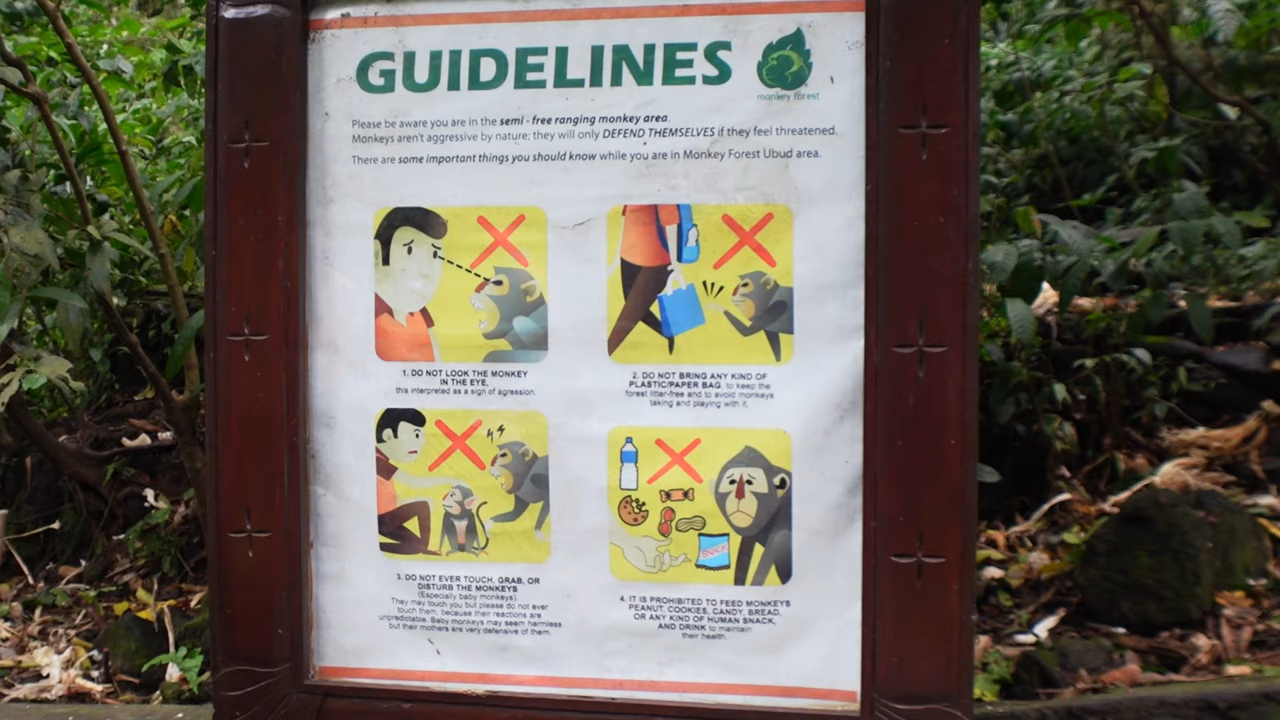 GUIDELINES
monkey forest
Please be aware you are in the semi - free ranging monkey area.
Monkeys aren't aggressive by nature; they will only DEFEND THEMSELVES if they feel threatened.
There are some important things you should know while you are in Monkey Forest Ubud area.
1. DO NOT LOOK THE MONKEY
IN THE EYE,
this interpreted as a sign of agression.
2. DO NOT BRING ANY KIND OF
PLASTIC/PAPER BAG, to keep the
forest litter-free and to avoid monkeys
taking and playing with it.
3. DO NOT EVER TOUCH, GRAB, OR
DISTURB THE MONKEYS
(Especially baby monkeys).
They may touch you but please do not ever
touch them, because their reactions are
unpredictable. Baby monkeys may seem harmless
but their mothers are very defensive of them.
SNACK
4. IT IS PROHIBITED TO FEED MONKEYS
PEANUT, COOKIES, CANDY, BREAD,
OR ANY KIND OF HUMAN SNACK,
AND DRINK to maintain
their health.